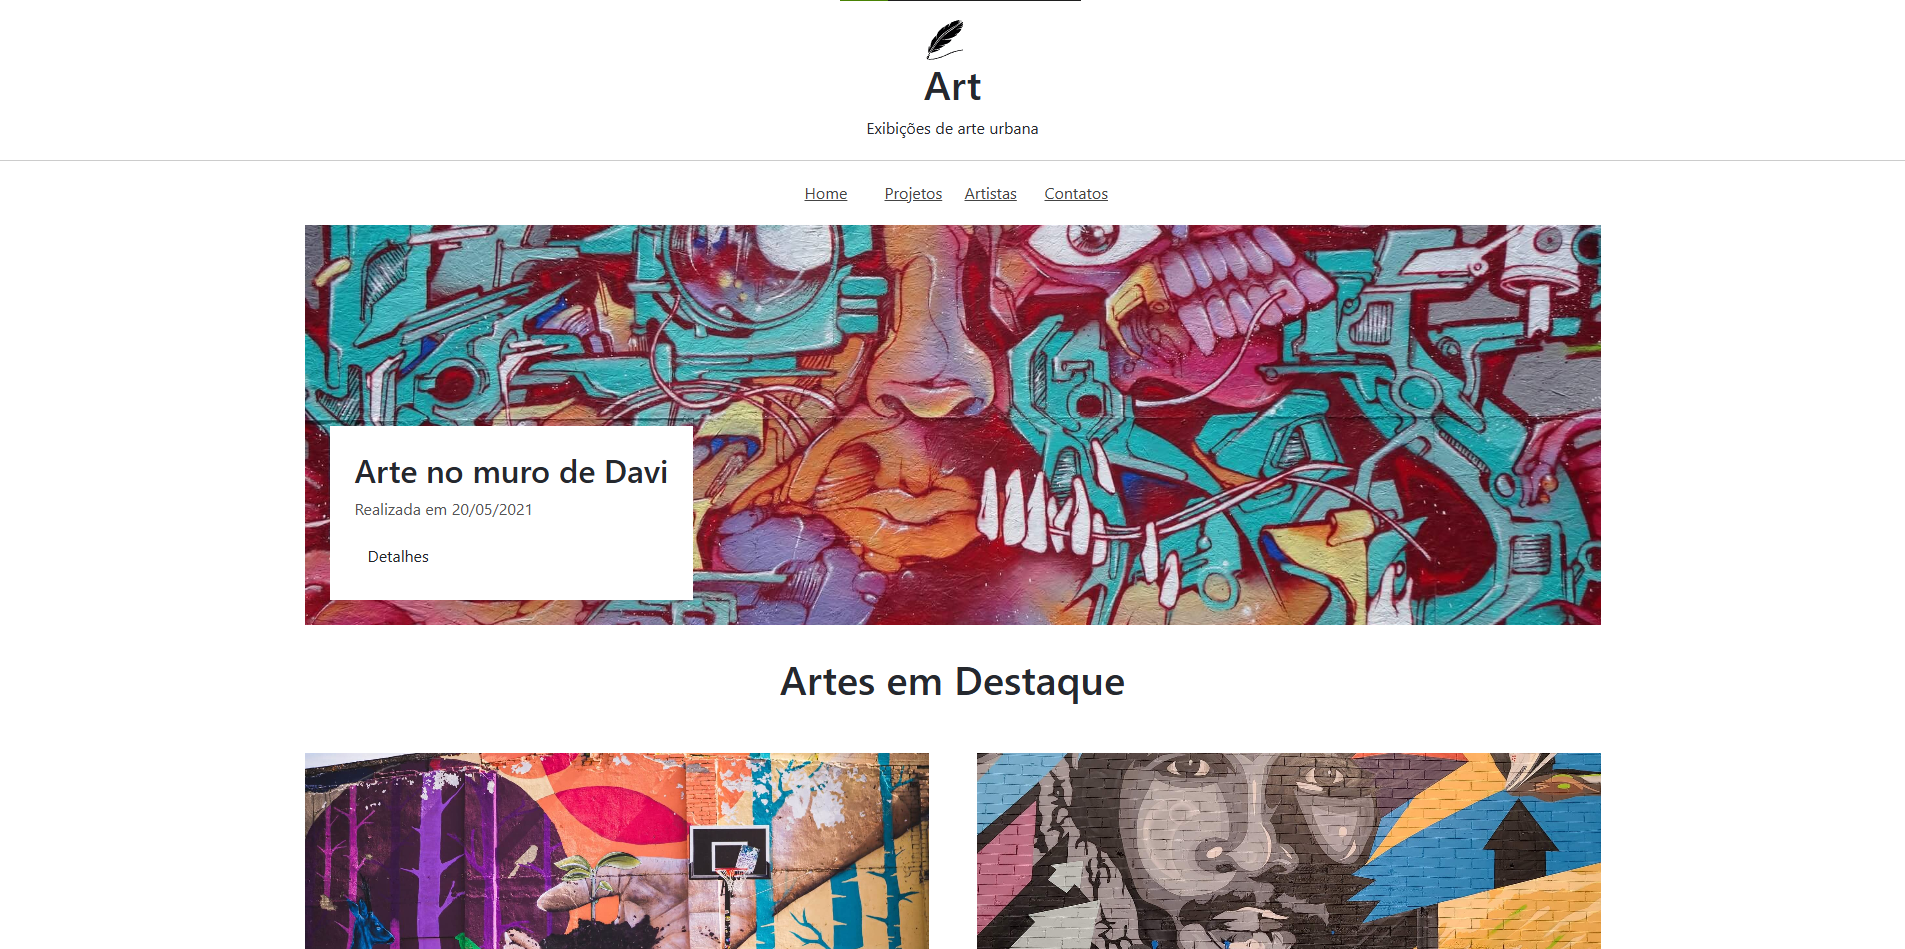 Art
Exibições de arte urbana
Home Projetos Artistas Contatos
Arte no muro de Davi
Realizada em 20/05/2021
Detalhes
Artes em Destaque